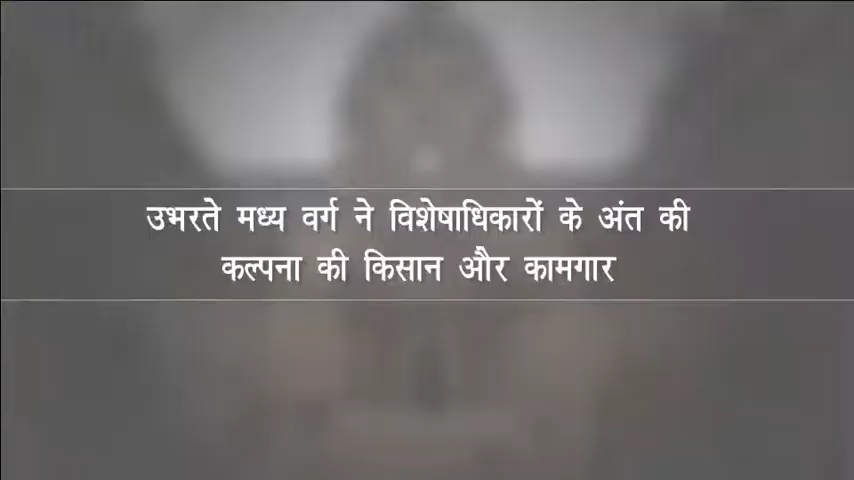 उभरते मध्य वर्ग ने विशेषाधिकारों के अंत की
कल्पना की किसान और कामगार